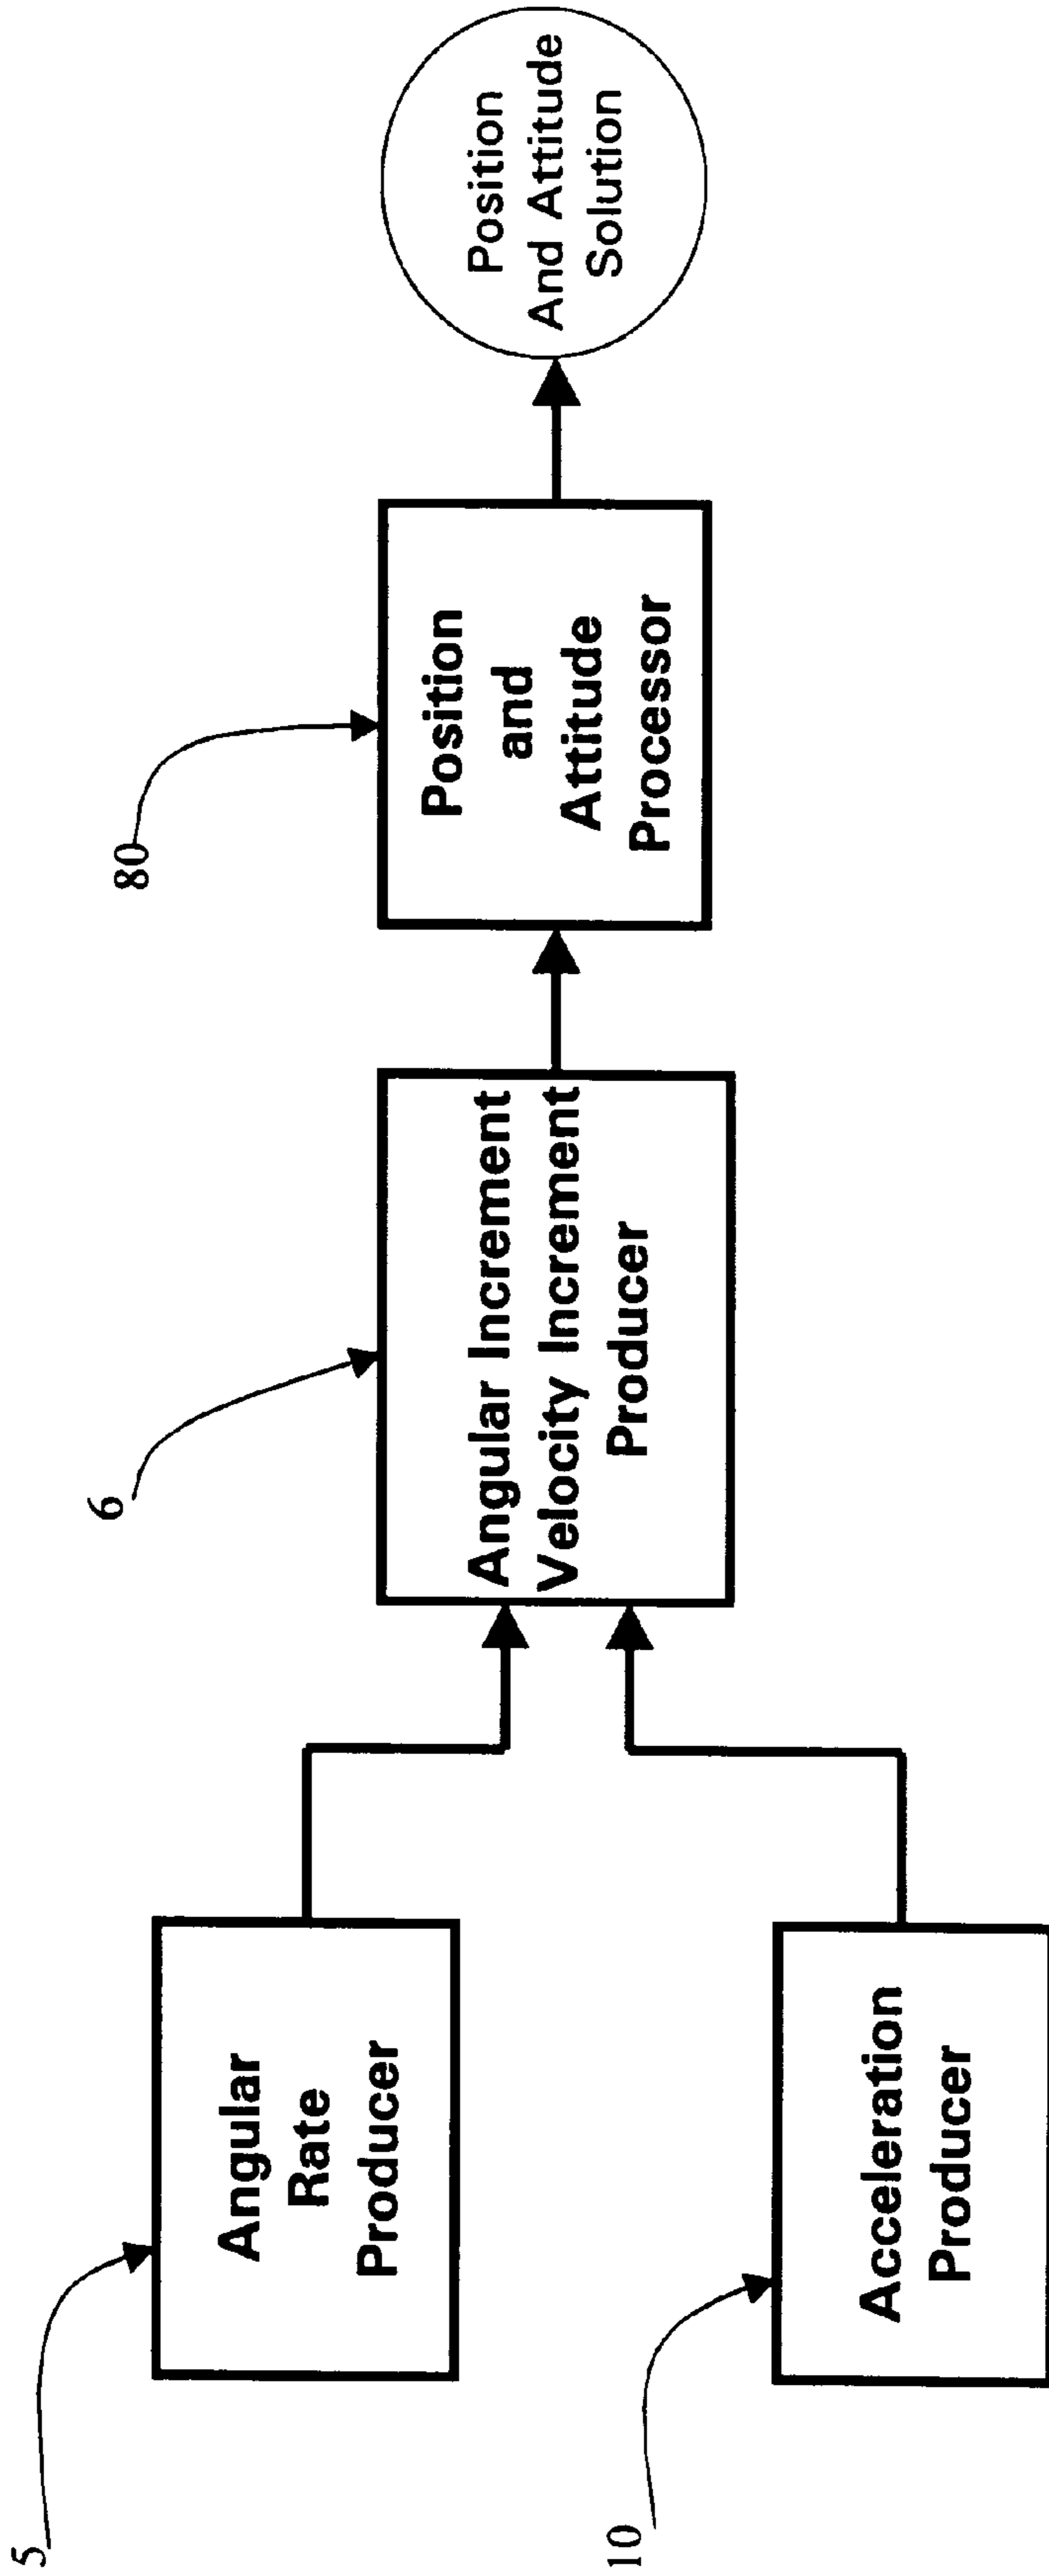 5
Angular
Rate
Producer
10
Acceleration
Producer
6
Angular Increment
Velocity Increment
Producer
80
Position
and
Attitude
Processor
Position
And Attitude
Solution